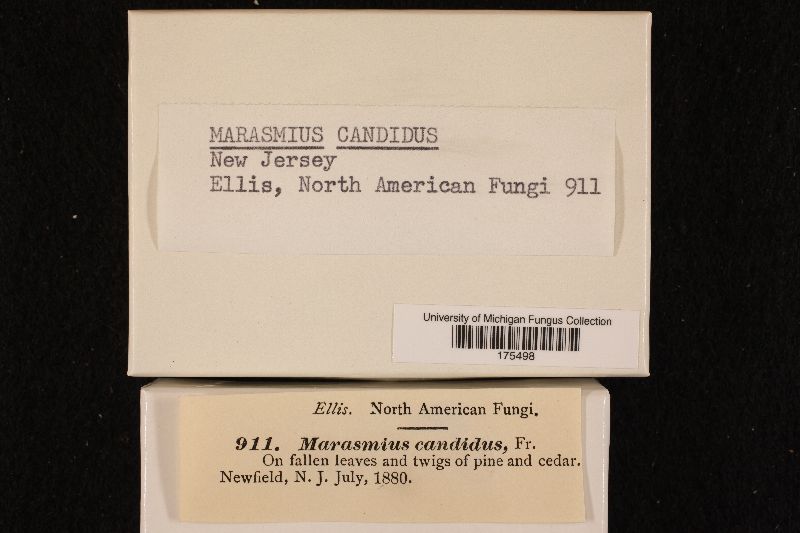 MARASMIUS CANDIDUS
New Jersey
Ellis, North American Fungi 911
University of Michigan Fungus Collection
175498
Ellis. North American Fungi.
911. Marasmius candidus, Fr.
On fallen leaves and twigs of pine and cedar.
Newfield, N. J. July, 1880.